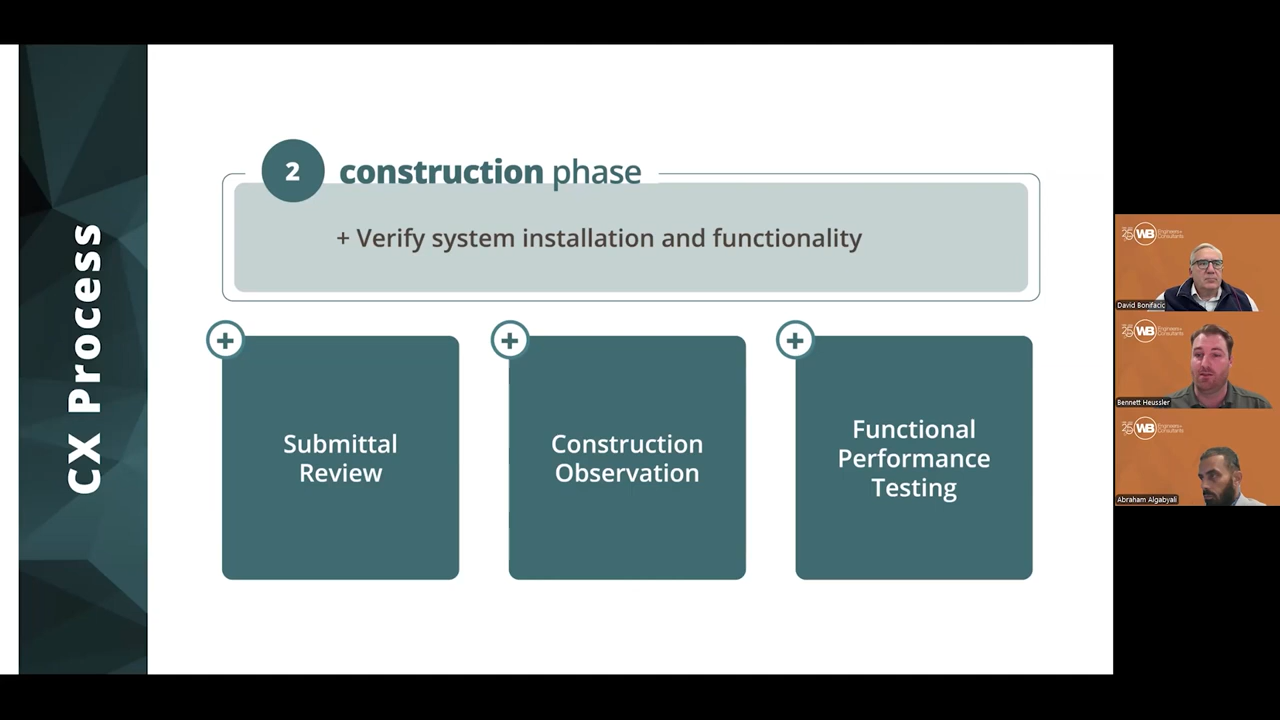 CX Process
2
construction phase
+ Verify system installation and functionality
+
Submittal
Review
+
Construction
Observation
+
Functional
Performance
Testing
WB
David Bonifacic
WB
Bennett Heussler
WB
Abraham Algabyali